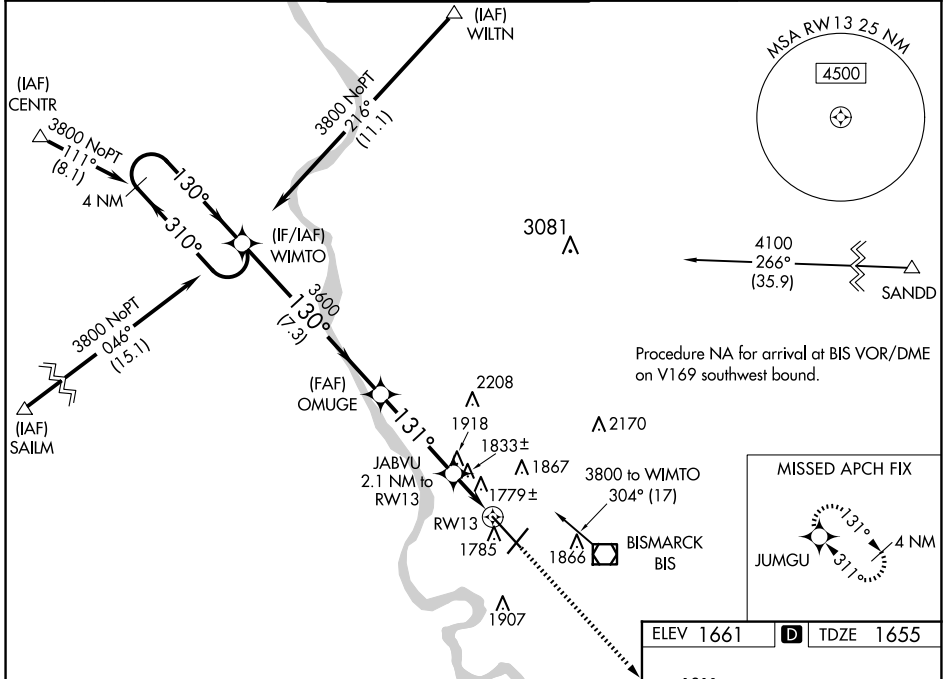 (IAF)
WILTN
MSA RW13 25 NM
4500
(IAF)
CENTR
3800 NoPT
111°
(8.1)
3800 NoPT
216°
(11.1)
4 NM
130°
310°
(IF/IAF)
WIMTO
3081
4100
266°
(35.9)
SANDD
3600
130°
(7.3)
3800 NoPT
046°
(15.1)
(IAF)
SAILM
Procedure NA for arrival at BIS VOR/DME
on V169 southwest bound.
(FAF)
OMUGE
131°
2208
2170
1918
1833±
1867
JABVU
2.1 NM to
RW13
1779±
3800 to WIMTO
304° (17)
RW13
1785
1866
BISMARCK
BIS
1907
MISSED APCH FIX
131°
4 NM
JUMGU
311°
ELEV 1661
D
TDZE 1655